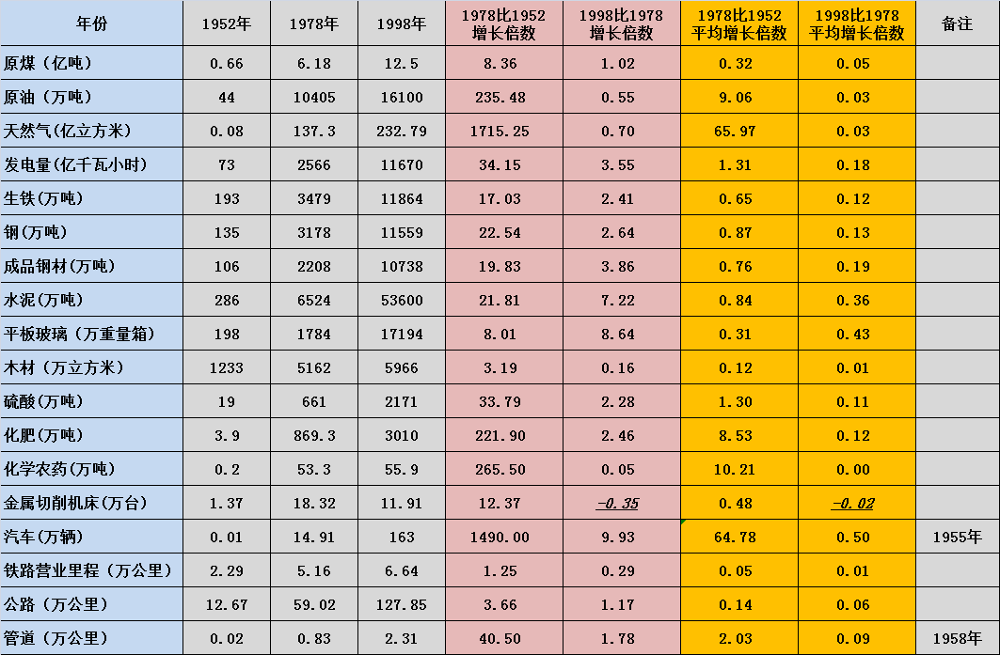 年份 1952年 1978年 1998年 1978比1952增长倍数 1998比1978增长倍数 1978比1952平均增长倍数 1998比1978平均增长倍数 备注
原煤（亿吨） 0.66 6.18 12.5 8.36 1.02 0.32 0.05
原油（万吨） 44 10405 16100 235.48 0.55 9.06 0.03
天然气(亿立方米） 0.08 137.3 232.79 1715.25 0.70 65.97 0.03
发电量(亿千瓦小时) 73 2566 11670 34.15 3.55 1.31 0.18
生铁(万吨) 193 3479 11864 17.03 2.41 0.65 0.12
钢(万吨) 135 3178 11559 22.54 2.64 0.87 0.13
成品钢材(万吨) 106 2208 10738 19.83 3.86 0.76 0.19
水泥(万吨) 286 6524 53600 21.81 7.22 0.84 0.36
平板玻璃（万重量箱） 198 1784 17194 8.01 8.64 0.31 0.43
木材（万立方米） 1233 5162 5966 3.19 0.16 0.12 0.01
硫酸(万吨) 19 661 2171 33.79 2.28 1.30 0.11
化肥(万吨) 3.9 869.3 3010 221.90 2.46 8.53 0.12
化学农药(万吨) 0.2 53.3 55.9 265.50 0.05 10.21 0.00
金属切削机床(万台) 1.37 18.32 11.91 12.37 -0.35 0.48 -0.02
汽车(万辆) 0.01 14.91 163 1490.00 9.93 64.78 0.50 1955年
铁路营业里程（万公里） 2.29 5.16 6.64 1.25 0.29 0.05 0.01
公路（万公里） 12.67 59.02 127.85 3.66 1.17 0.14 0.06
管道（万公里） 0.02 0.83 2.31 40.50 1.78 2.03 0.09 1958年